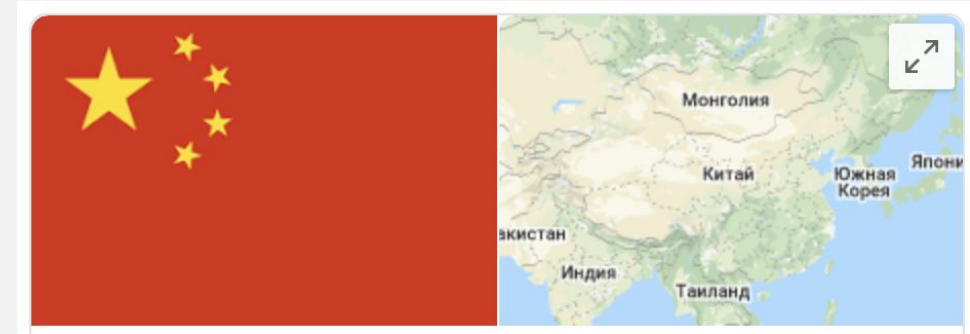 Монголия
Китай
Южная
Корея
Япони
акистан
Индия
Таиланд